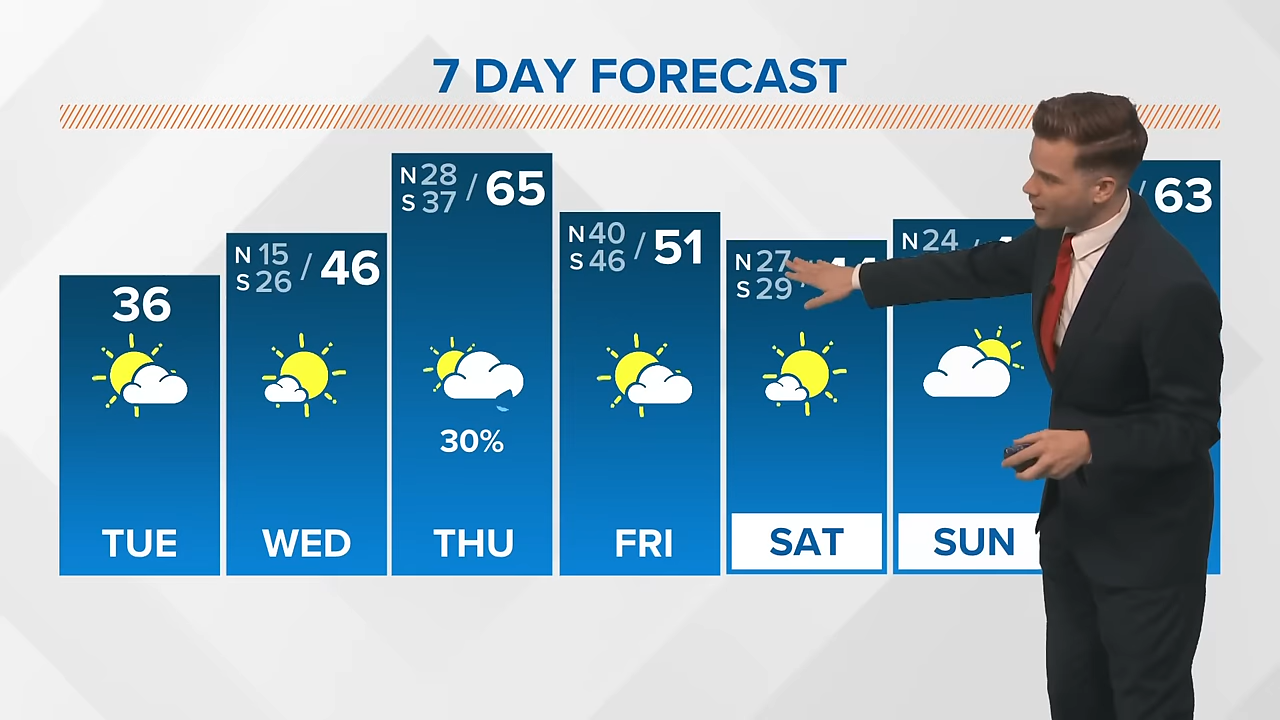 7 DAY FORECAST
36
TUE
N 15
S 26 / 46
WED
N 28
S 37 / 65
30%
THU
N 40
S 46 / 51
FRI
N 27
S 29
SAT
N 24 /
SUN
/ 63